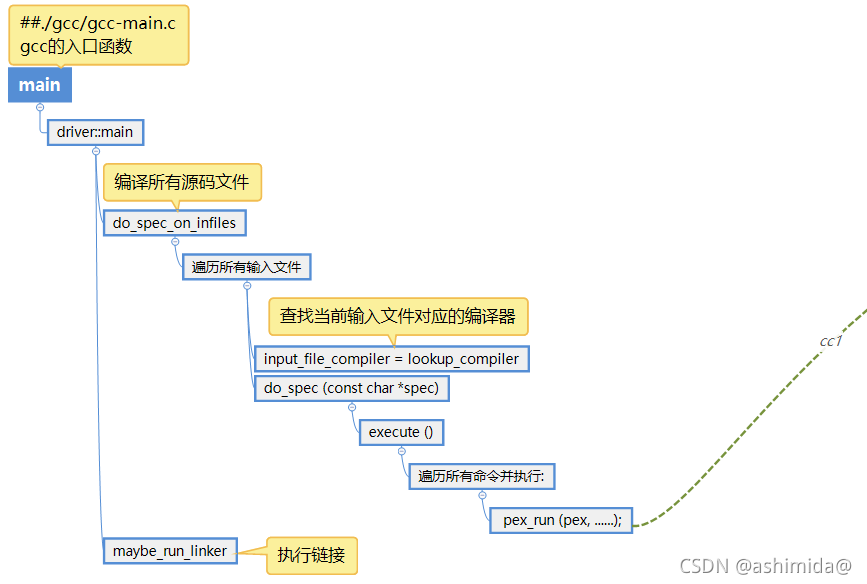 ##./gcc/gcc-main.c
gcc的入口函数
main
driver::main
编译所有源码文件
do_spec_on_infiles
遍历所有输入文件
查找当前输入文件对应的编译器
input_file_compiler = lookup_compiler
do_spec (const char *spec)
execute ()
遍历所有命令并执行:
pex_run (pex, ......);
cc1
maybe_run_linker
执行链接
CSDN @ashimida@